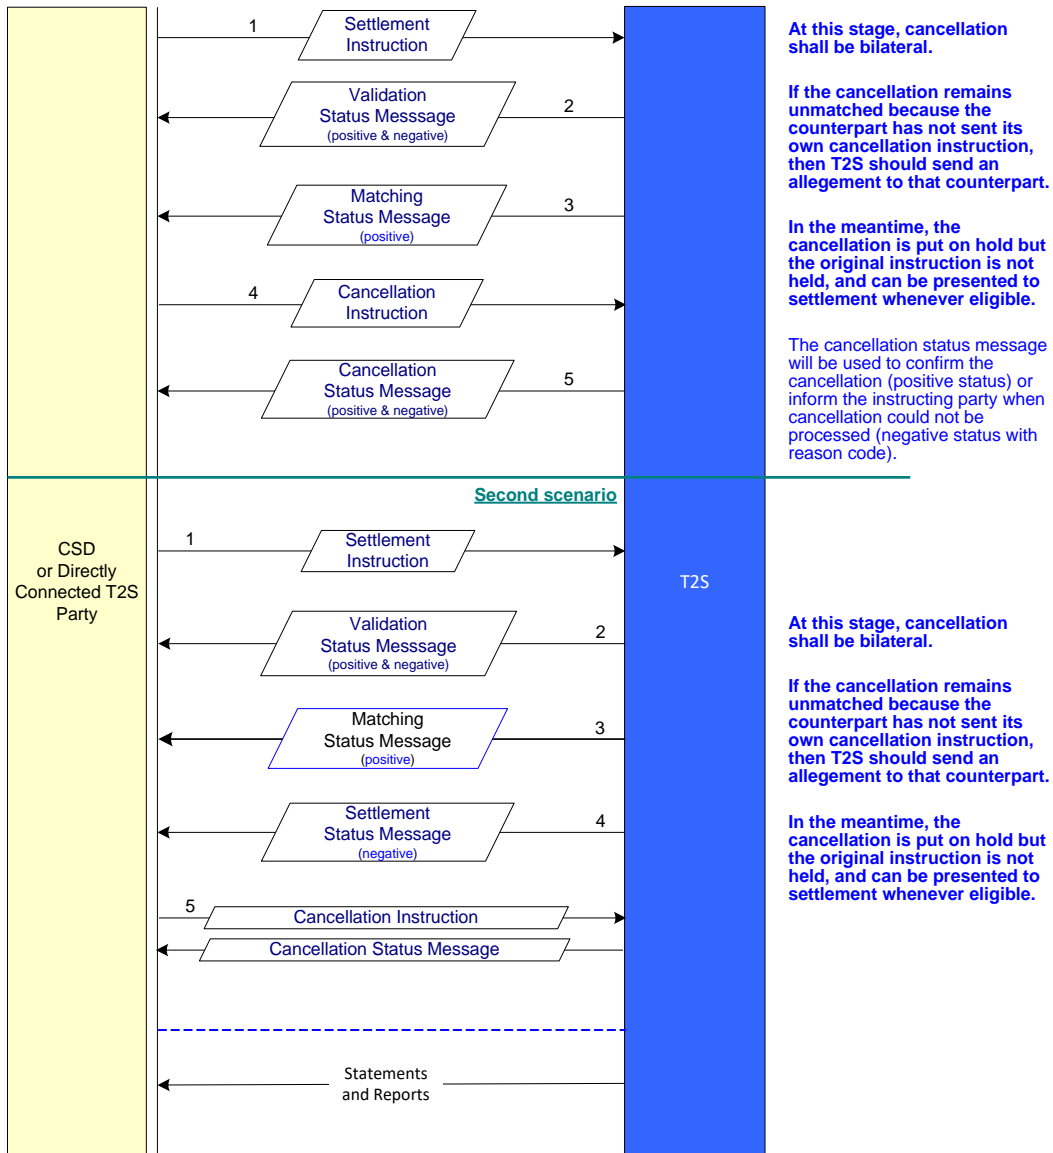 1
Settlement
Instruction
Validation
Status Messsage
(positive & negative)
2
Matching
Status Message
(positive)
3
4
Cancellation
Instruction
Cancellation
Status Message
(positive & negative)
5
At this stage, cancellation
shall be bilateral.
If the cancellation remains
unmatched because the
counterpart has not sent its
own cancellation instruction,
then T2S should send an
allegement to that counterpart.
In the meantime, the
cancellation is put on hold but
the original instruction is not
held, and can be presented to
settlement whenever eligible.
The cancellation status message
will be used to confirm the
cancellation (positive status) or
inform the instructing party when
cancellation could not be
processed (negative status with
reason code).
Second scenario
CSD
or Directly
Connected T2S
Party
1
Settlement
Instruction
T2S
Validation
Status Messsage
(positive & negative)
2
Matching
Status Message
(positive)
3
Settlement
Status Message
(negative)
4
5
Cancellation Instruction
Cancellation Status Message
At this stage, cancellation
shall be bilateral.
If the cancellation remains
unmatched because the
counterpart has not sent its
own cancellation instruction,
then T2S should send an
allegement to that counterpart.
In the meantime, the
cancellation is put on hold but
the original instruction is not
held, and can be presented to
settlement whenever eligible.
Statements
and Reports